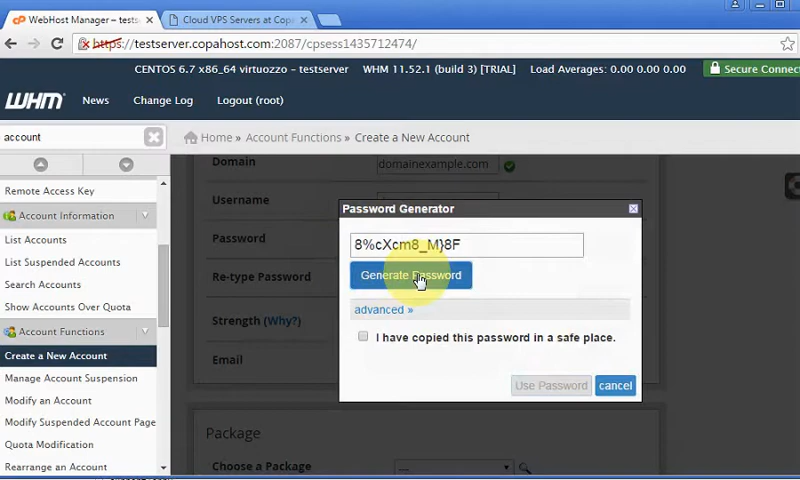 WebHost Manager – tests
Cloud VPS Servers at Copa
https://testserver.copahost.com:2087/cpsess1435712474/
CENTOS 6.7 x86_64 virtuozzo – testserver
WHM 11.52.1 (build 3) [TRIAL]
Load Averages: 0.00 0.00 0.00
Secure Connect
WHM
News
Change Log
Logout (root)
account
Home » Account Functions » Create a New Account
Remote Access Key
Account Information
List Accounts
List Suspended Accounts
Search Accounts
Show Accounts Over Quota
Account Functions
Create a New Account
Manage Account Suspension
Modify an Account
Modify Suspended Account Page
Quota Modification
Rearrange an Account
Domain
domainexample.com
Username
Password
Re-type Password
Strength (Why?)
Email
Package
Choose a Package
---
Password Generator
8%cXcm8_M}8F
Generate Password
advanced »
I have copied this password in a safe place.
Use Password
cancel